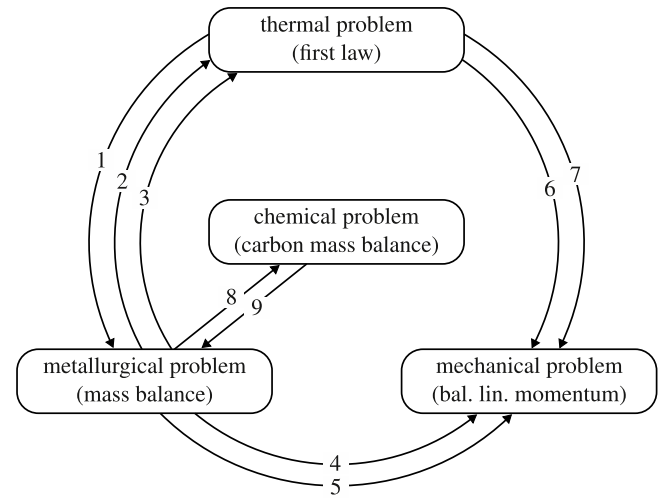 thermal problem
(first law)
1
2
3
6
7
chemical problem
(carbon mass balance)
8
9
metallurgical problem
(mass balance)
mechanical problem
(bal. lin. momentum)
4
5